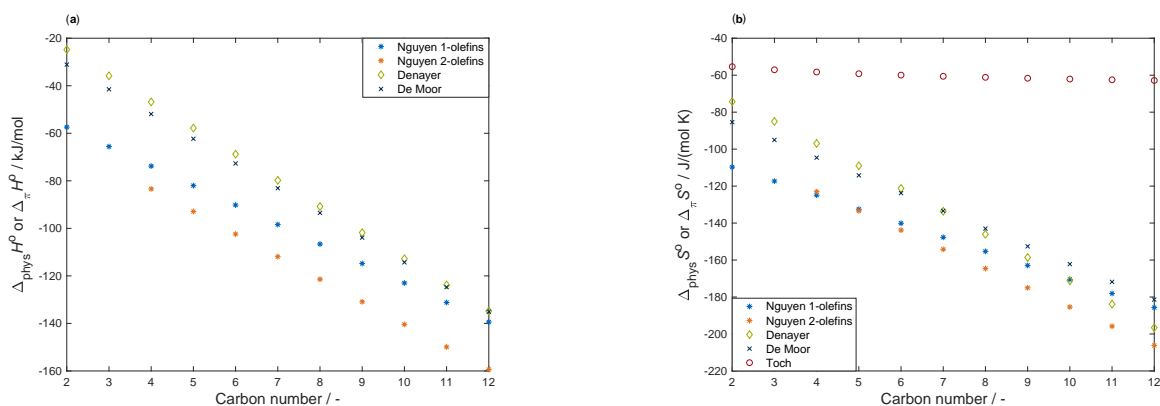 (a)
-20
-40
-60
-80
-100
-120
-140
-160
2 3 4 5 6 7 8 9 10 11 12
Carbon number / -
Δphys H° or Δπ H° / kJ/mol
Nguyen 1-olefins
Nguyen 2-olefins
Denayer
De Moor
(b)
-40
-60
-80
-100
-120
-140
-160
-180
-200
-220
2 3 4 5 6 7 8 9 10 11 12
Carbon number / -
Δphys S° or Δπ S° / J/(mol K)
Nguyen 1-olefins
Nguyen 2-olefins
Denayer
De Moor
Toch